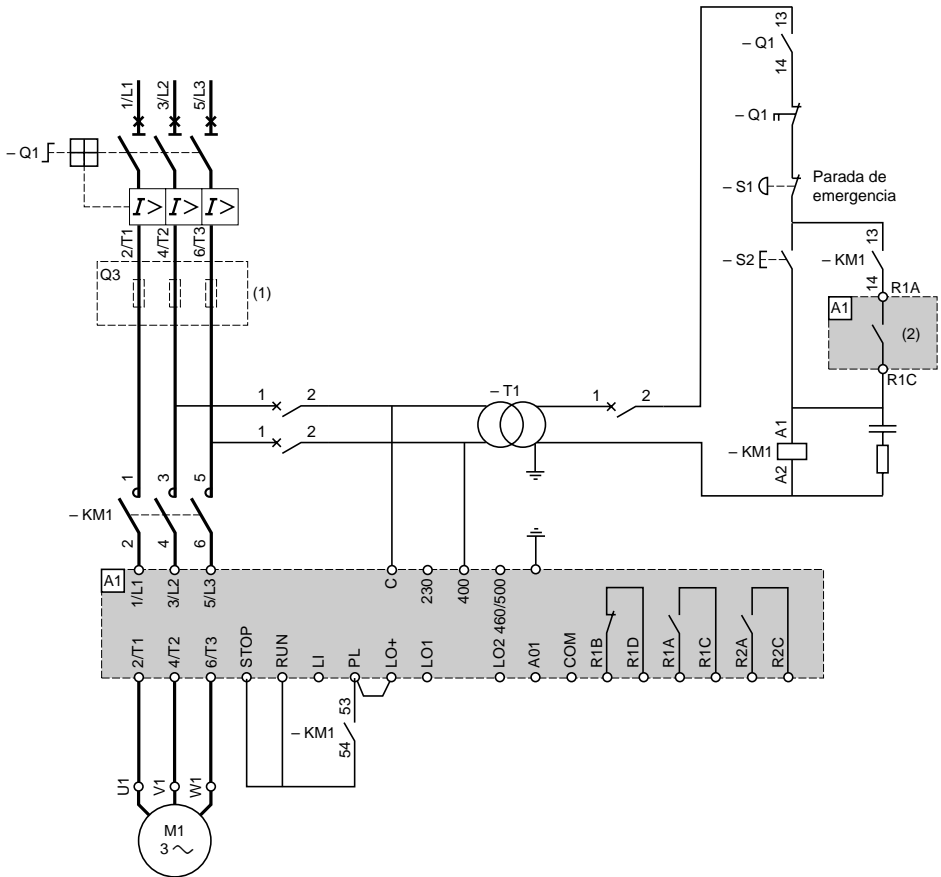 13
– Q1
14
– Q1
– S1
Parada de
emergencia
– S2
13
– KM1
14
R1A
A1
(2)
R1C
A1
– KM1
A2
1/L1
3/L2
5/L3
– Q1
I>
I>
I>
2/T1
4/T2
6/T3
Q3
(1)
1
2
1
2
– T1
1
2
1
3
5
– KM1
2
4
6
A1
1/L1
3/L2
5/L3
C
230
400
460/500
2/T1
4/T2
6/T3
STOP
RUN
LI
PL
LO+
LO1
LO2
A01
COM
R1B
R1D
R1A
R1C
R2A
R2C
53
– KM1
54
U1
V1
W1
M1
3 ~